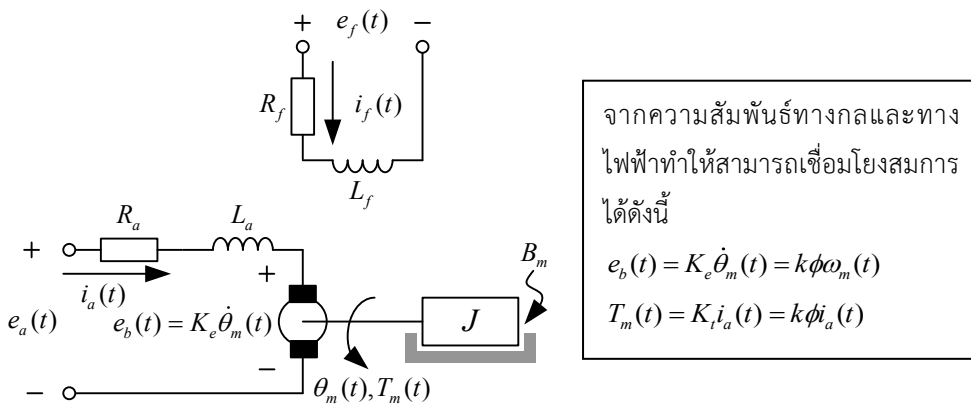 + e_f(t) −
R_f
i_f(t)
L_f
R_a
L_a
+
i_a(t)
+
e_a(t)
e_b(t) = K_e θ̇_m(t)
J
B_m
−
−
θ_m(t), T_m(t)
จากความสัมพันธ์ทางกลและทาง
ไฟฟ้าทำให้สามารถเชื่อมโยงสมการ
ได้ดังนี้
e_b(t) = K_e θ̇_m(t) = kϕω_m(t)
T_m(t) = K_t i_a(t) = kϕi_a(t)